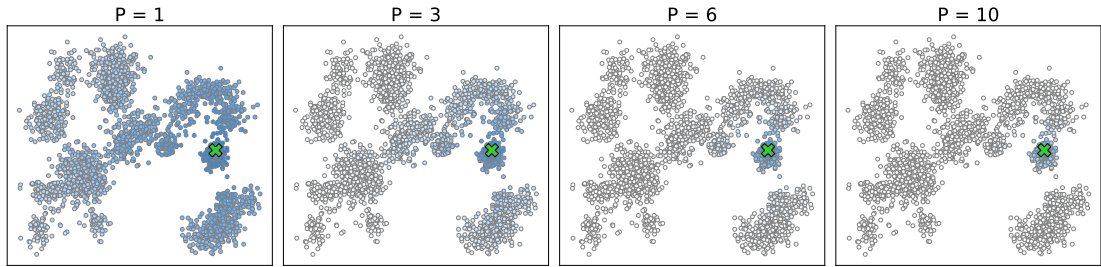 P = 1
P = 3
P = 6
P = 10